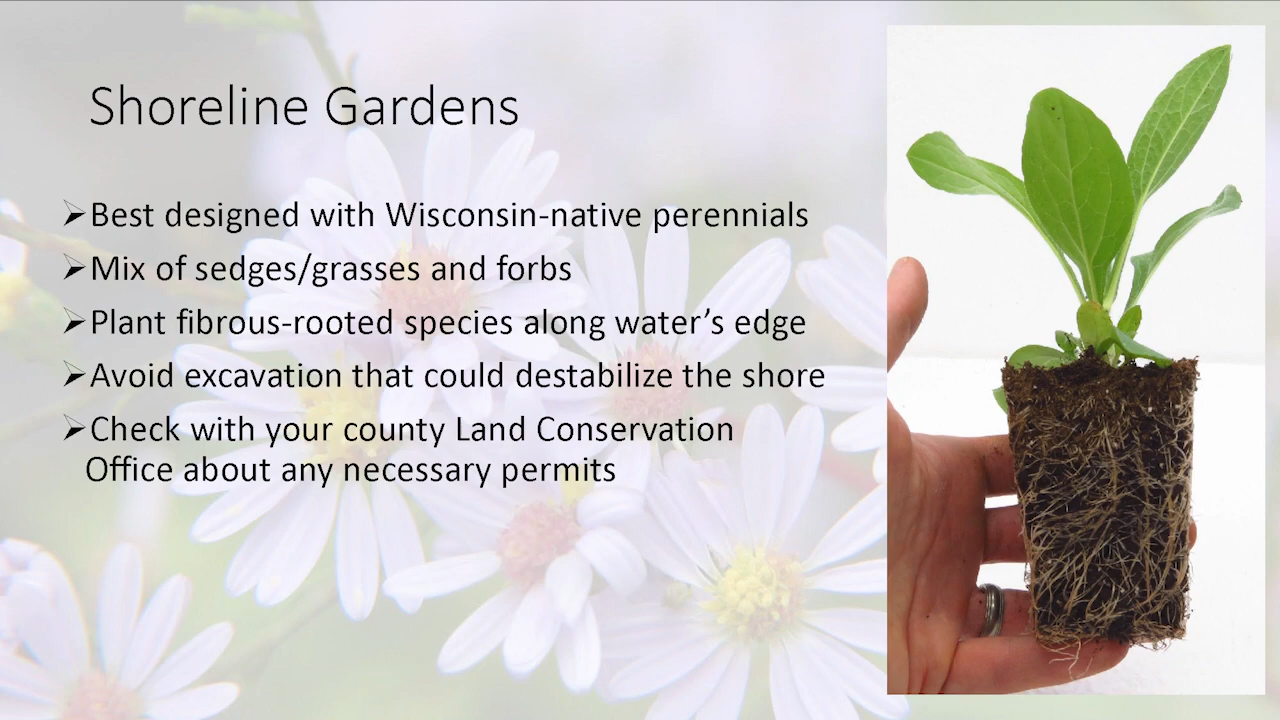 Shoreline Gardens
➢Best designed with Wisconsin-native perennials
➢Mix of sedges/grasses and forbs
➢Plant fibrous-rooted species along water’s edge
➢Avoid excavation that could destabilize the shore
➢Check with your county Land Conservation
Office about any necessary permits